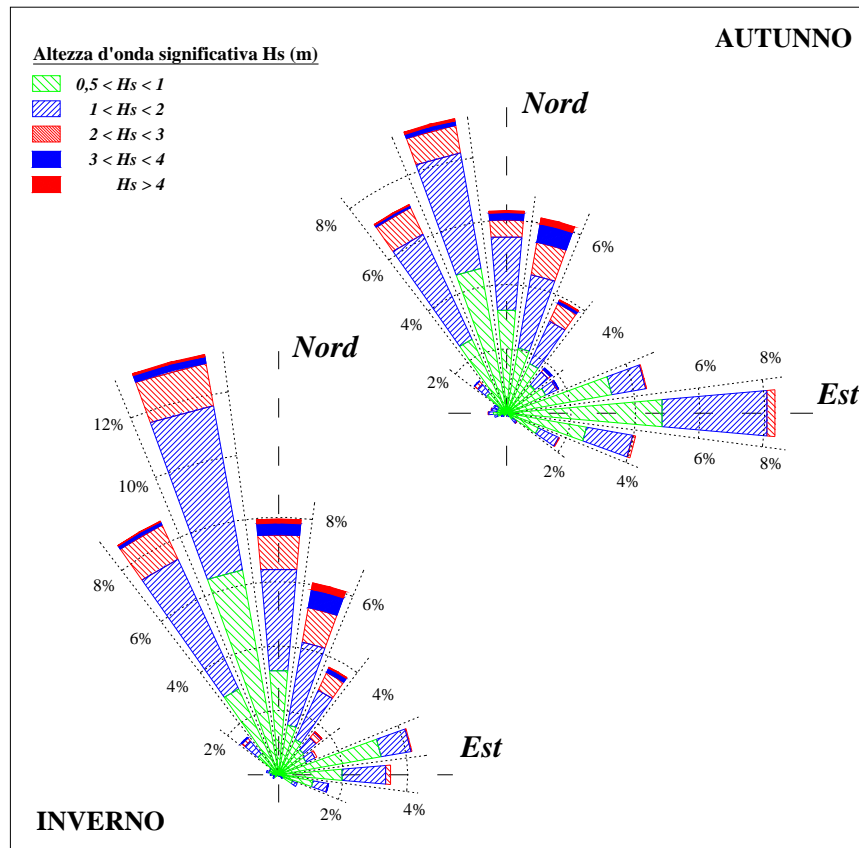 AUTUNNO
Altezza d'onda significativa Hs (m)
0,5 < Hs < 1
1 < Hs < 2
2 < Hs < 3
3 < Hs < 4
Hs > 4
Nord
8%
6%
6%
4%
4%
2%
6%
8%
Est
6%
8%
2%
4%
Nord
12%
10%
8%
8%
6%
6%
4%
4%
2%
Est
2%
4%
INVERNO